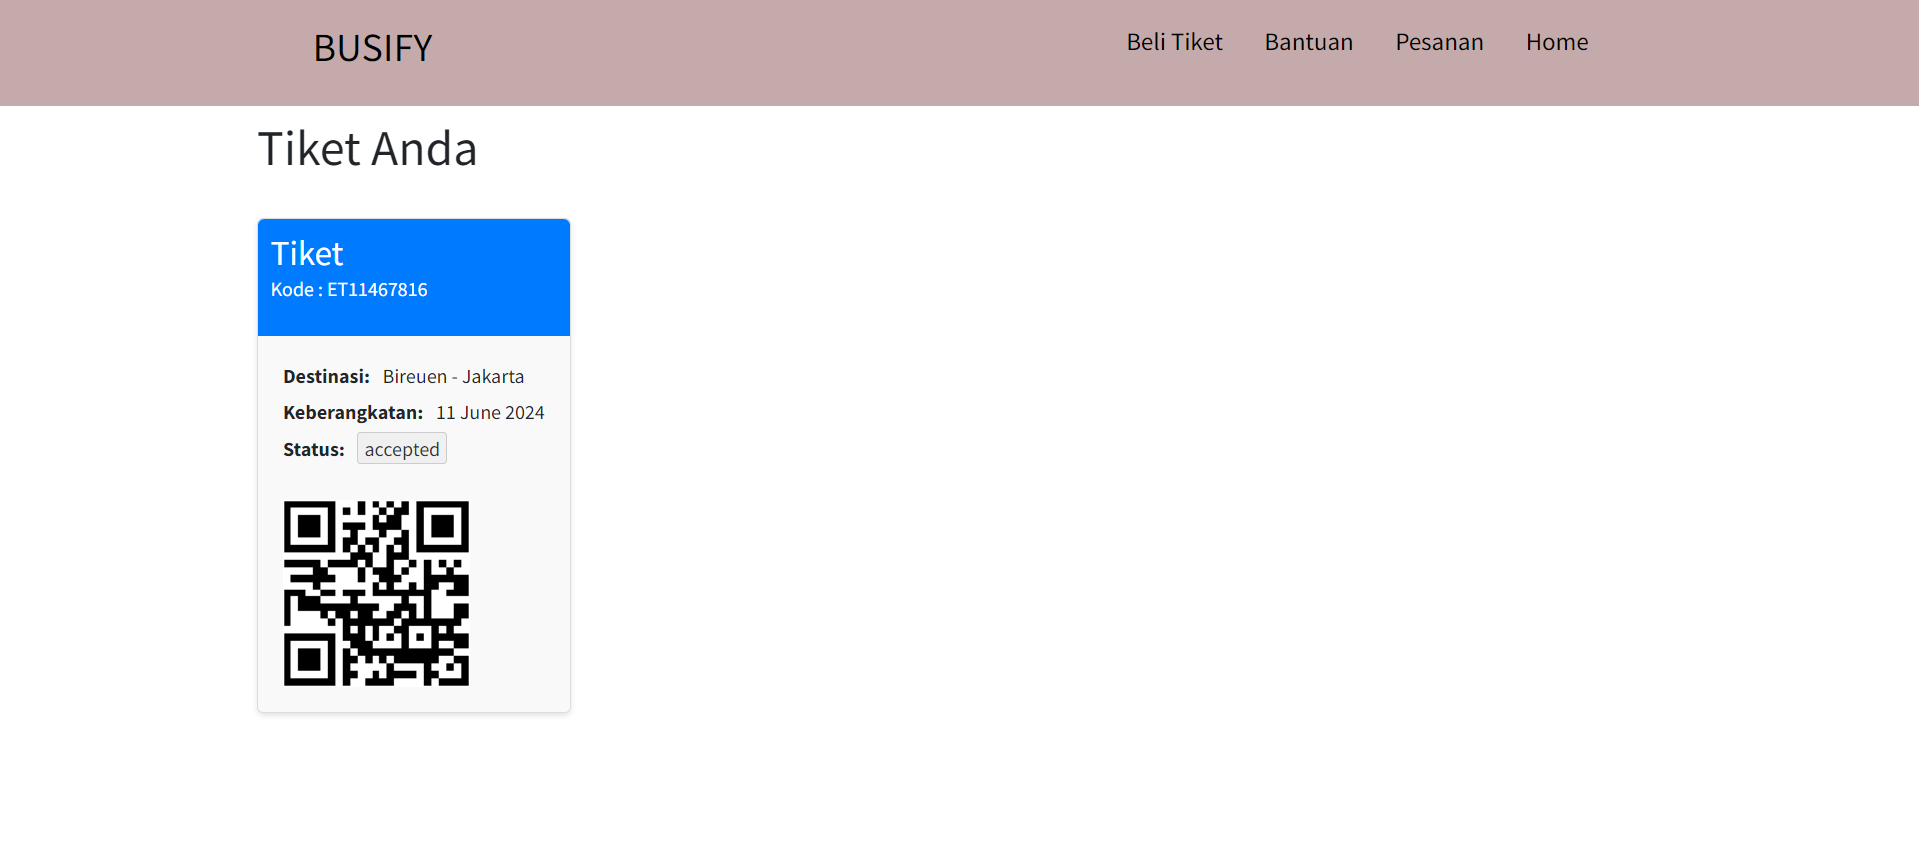 BUSIFY
Beli Tiket Bantuan Pesanan Home
Tiket Anda
Tiket
Kode : ET11467816
Destinasi: Bireuen - Jakarta
Keberangkatan: 11 June 2024
Status: accepted